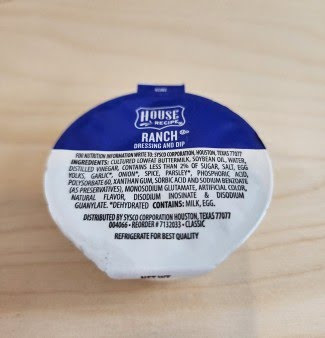 HOUSE
RECIPE
RANCH
DRESSING AND DIP
FOR NUTRITION INFORMATION WRITE TO: SYSCO CORPORATION, HOUSTON, TEXAS 77077
INGREDIENTS: CULTURED LOWFAT BUTTERMILK, SOYBEAN OIL, WATER,
DISTILLED VINEGAR, CONTAINS LESS THAN 2% OF SUGAR, SALT, EGG
YOLKS, GARLIC*, ONION*, SPICE, PARSLEY*, PHOSPHORIC ACID,
POLYSORBATE 60, XANTHAN GUM, SORBIC ACID AND SODIUM BENZOATE
(AS PRESERVATIVES), MONOSODIUM GLUTAMATE, ARTIFICIAL COLOR,
NATURAL FLAVOR, DISODIUM INOSINATE & DISODIUM
GUANYLATE. *DEHYDRATED CONTAINS: MILK, EGG.
DISTRIBUTED BY SYSCO CORPORATION HOUSTON, TEXAS 77077
004066 • REORDER # 7132033 • CLASSIC
REFRIGERATE FOR BEST QUALITY